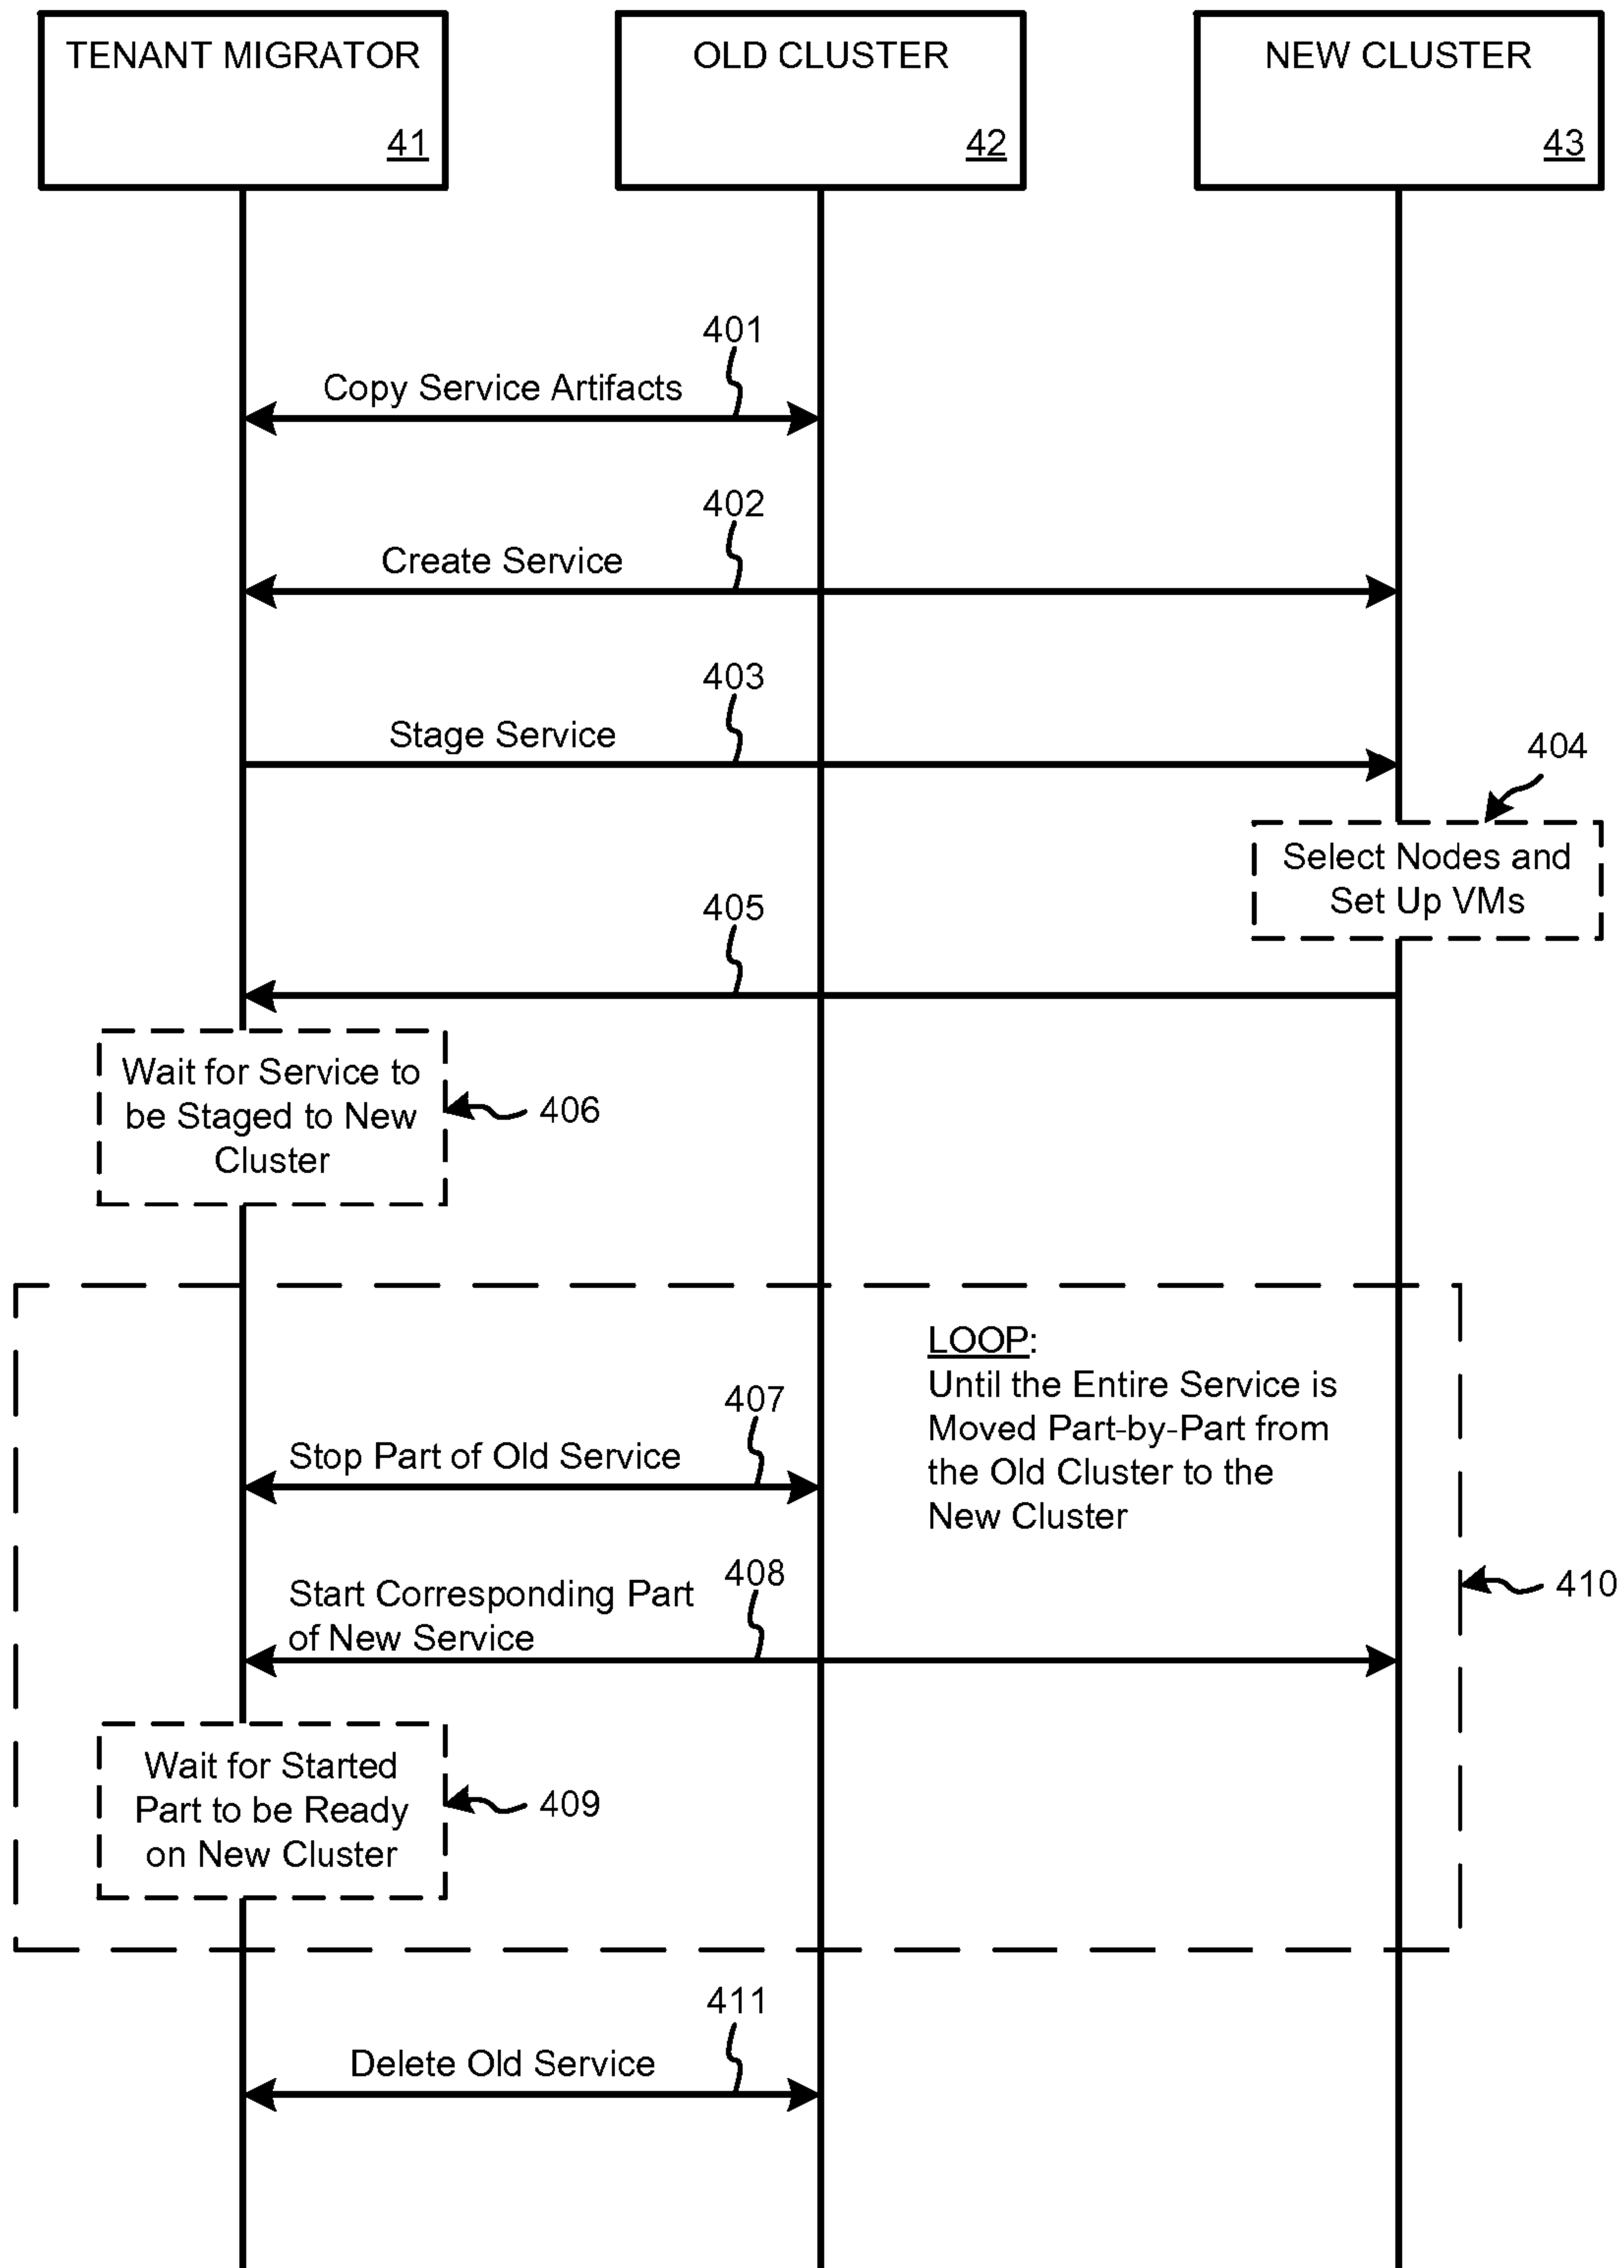 TENANT MIGRATOR
41
OLD CLUSTER
42
NEW CLUSTER
43
401
Copy Service Artifacts
402
Create Service
403
Stage Service
404
Select Nodes and
Set Up VMs
405
Wait for Service to
be Staged to New
Cluster
406
LOOP:
Until the Entire Service is
Moved Part-by-Part from
the Old Cluster to the
New Cluster
407
Stop Part of Old Service
408
Start Corresponding Part
of New Service
410
Wait for Started
Part to be Ready
on New Cluster
409
411
Delete Old Service